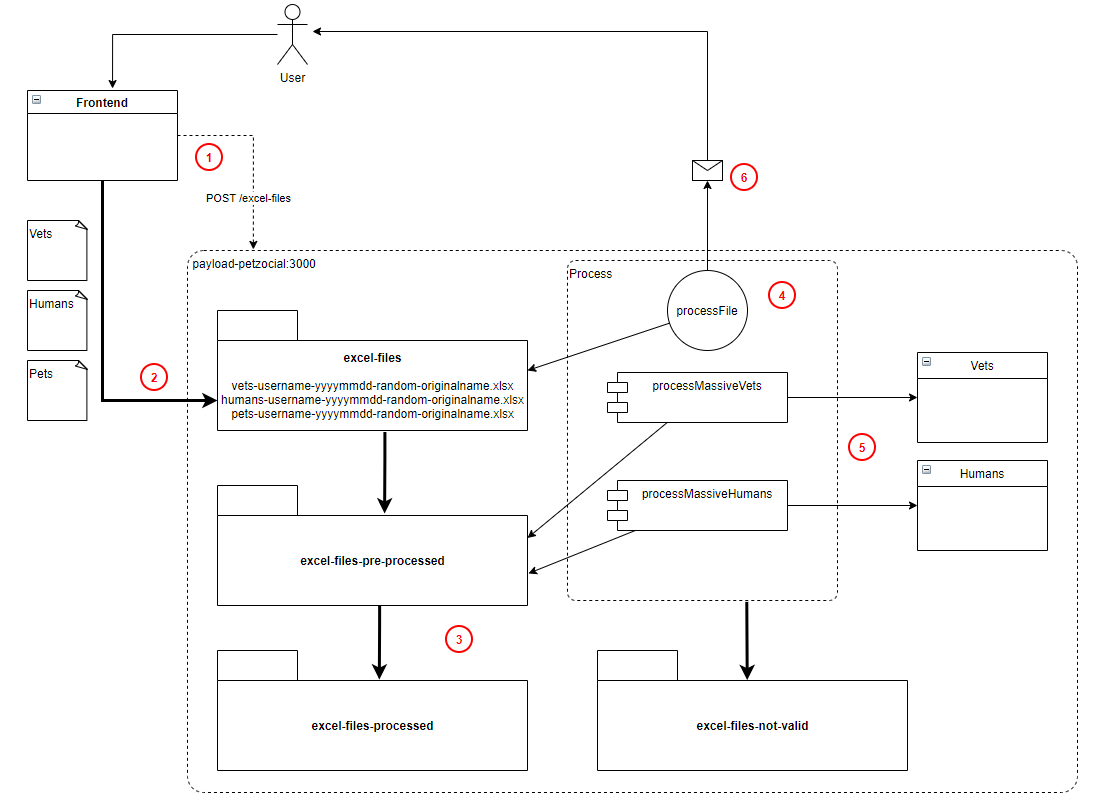 User
Frontend
1
POST /excel-files
6
Vets
Humans
Pets
payload-petzocial:3000
Process
4
processFile
2
excel-files
vets-username-yyyymmdd-random-originalname.xlsx
humans-username-yyyymmdd-random-originalname.xlsx
pets-username-yyyymmdd-random-originalname.xlsx
processMassiveVets
Vets
5
processMassiveHumans
Humans
excel-files-pre-processed
3
excel-files-processed
excel-files-not-valid